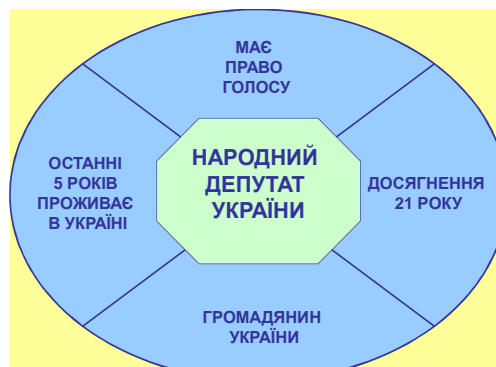 МАЄ
ПРАВО
ГОЛОСУ
ОСТАННІ
5 РОКІВ
ПРОЖИВАЄ
В УКРАЇНІ
НАРОДНИЙ
ДЕПУТАТ
УКРАЇНИ
ДОСЯГНЕННЯ
21 РОКУ
ГРОМАДЯНИН
УКРАЇНИ